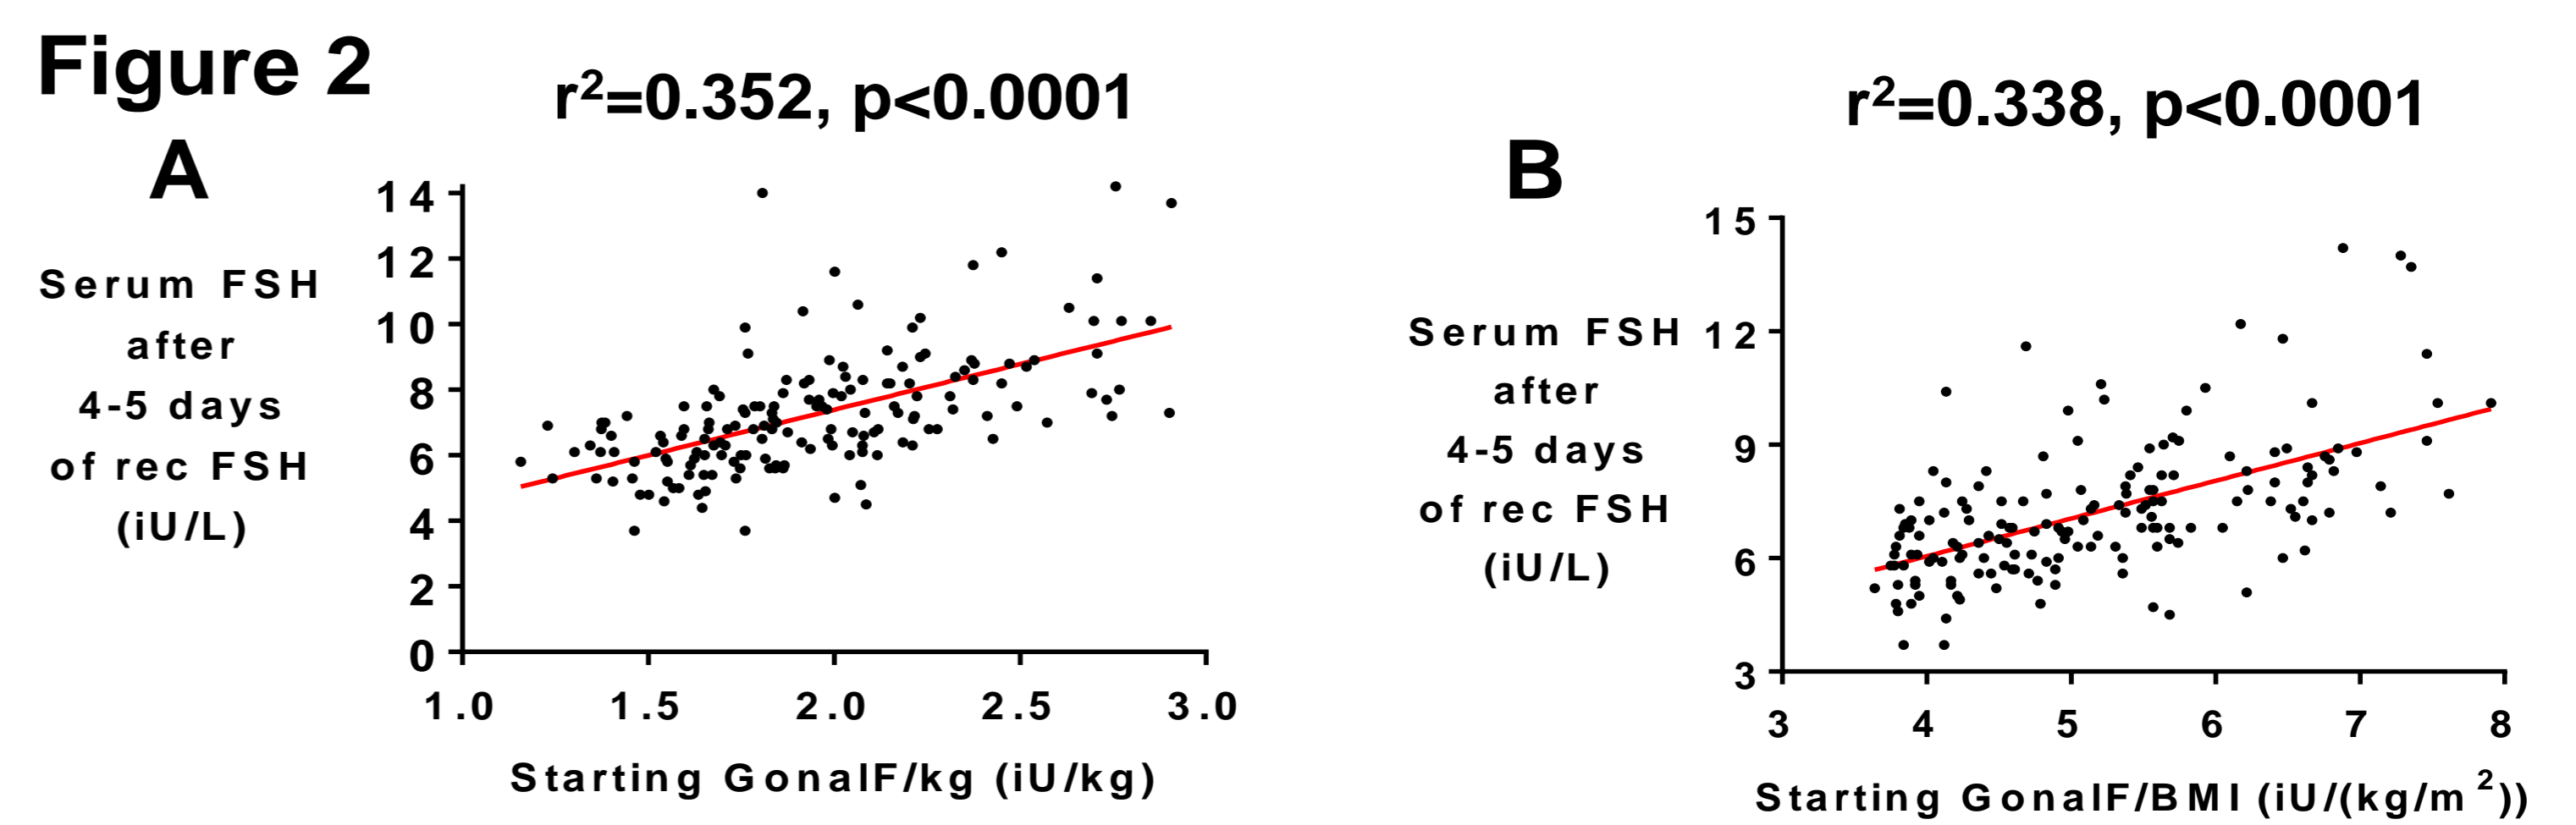 Figure 2
r²=0.352, p<0.0001
A
Serum FSH
after
4-5 days
of rec FSH
(iU/L)
14
12
10
8
6
4
2
0
1.0 1.5 2.0 2.5 3.0
Starting GonalF/kg (iU/kg)
r²=0.338, p<0.0001
B
Serum FSH
after
4-5 days
of rec FSH
(iU/L)
15
12
9
6
3
3 4 5 6 7 8
Starting GonalF/BMI (iU/(kg/m²))